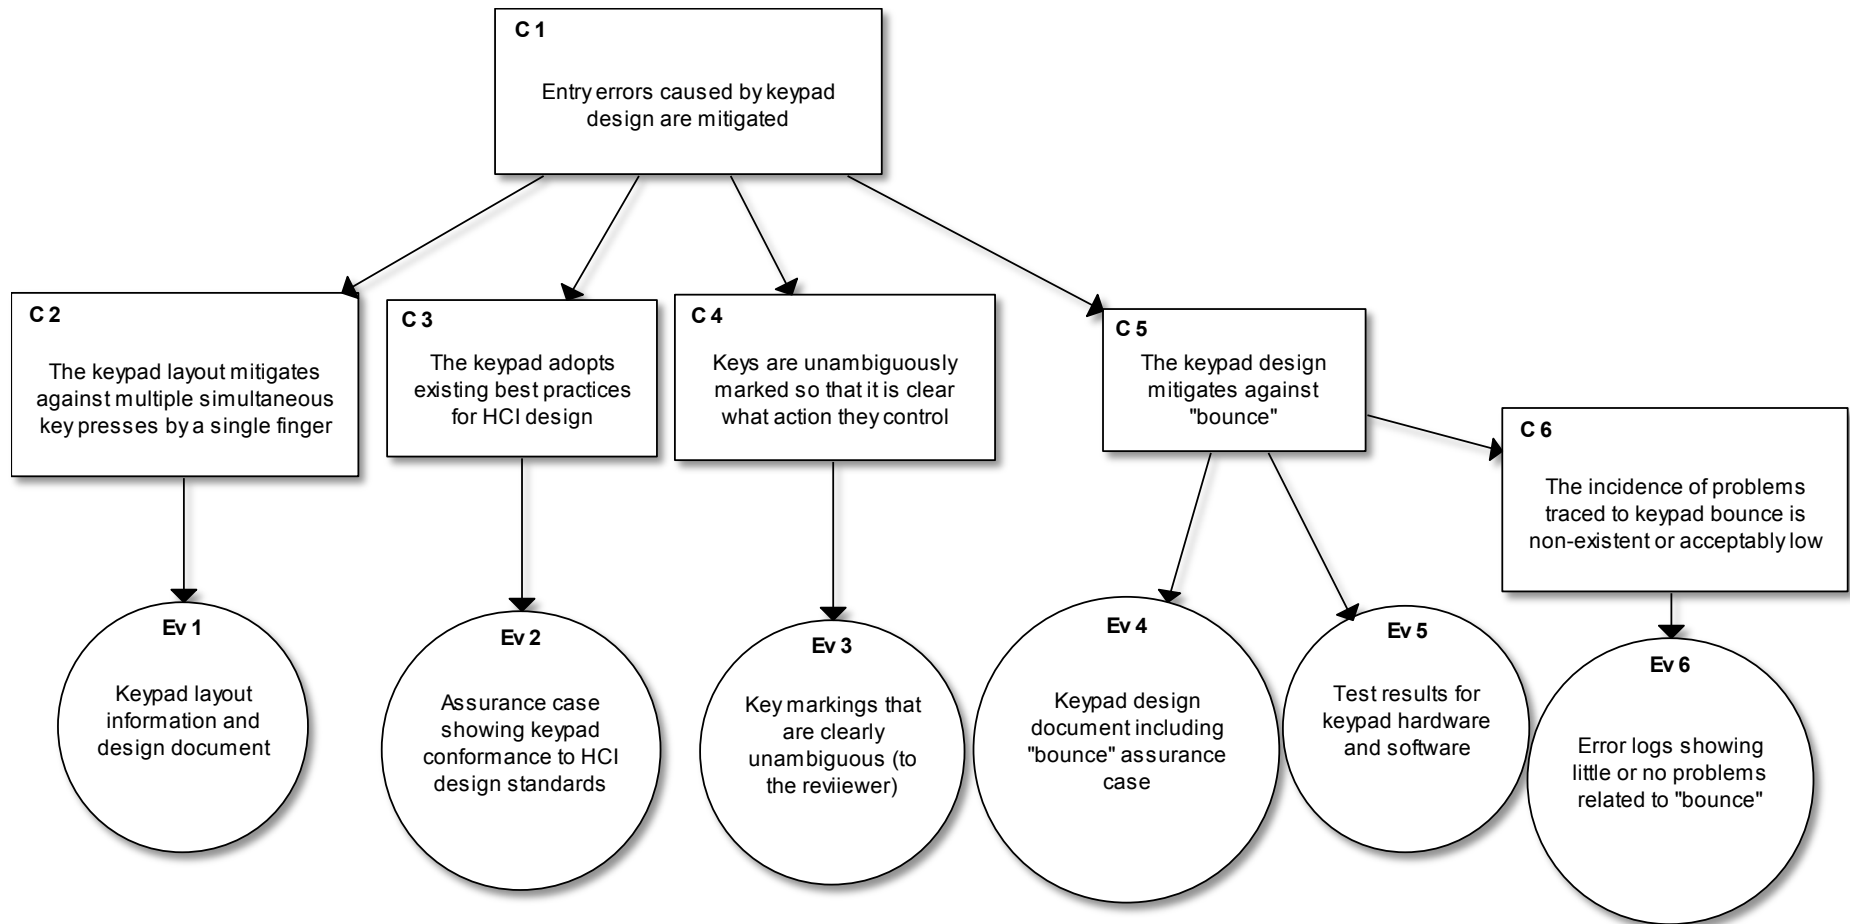 C 1
Entry errors caused by keypad
design are mitigated
C 2
The keypad layout mitigates
against multiple simultaneous
key presses by a single finger
C 3
The keypad adopts
existing best practices
for HCI design
C 4
Keys are unambiguously
marked so that it is clear
what action they control
C 5
The keypad design
mitigates against
"bounce"
C 6
The incidence of problems
traced to keypad bounce is
non-existent or acceptably low
Ev 1
Keypad layout
information and
design document
Ev 2
Assurance case
showing keypad
conformance to HCI
design standards
Ev 3
Key markings that
are clearly
unambiguous (to
the reviiewer)
Ev 4
Keypad design
document including
"bounce" assurance
case
Ev 5
Test results for
keypad hardware
and software
Ev 6
Error logs showing
little or no problems
related to "bounce"